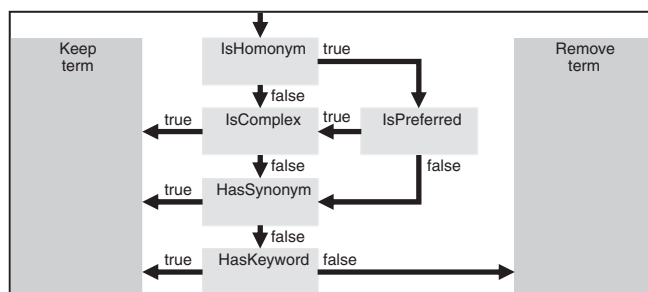 Keep
term
IsHomonym
true
Remove
term
false
true
IsComplex
true
IsPreferred
false
false
true
HasSynonym
false
true
HasKeyword
false